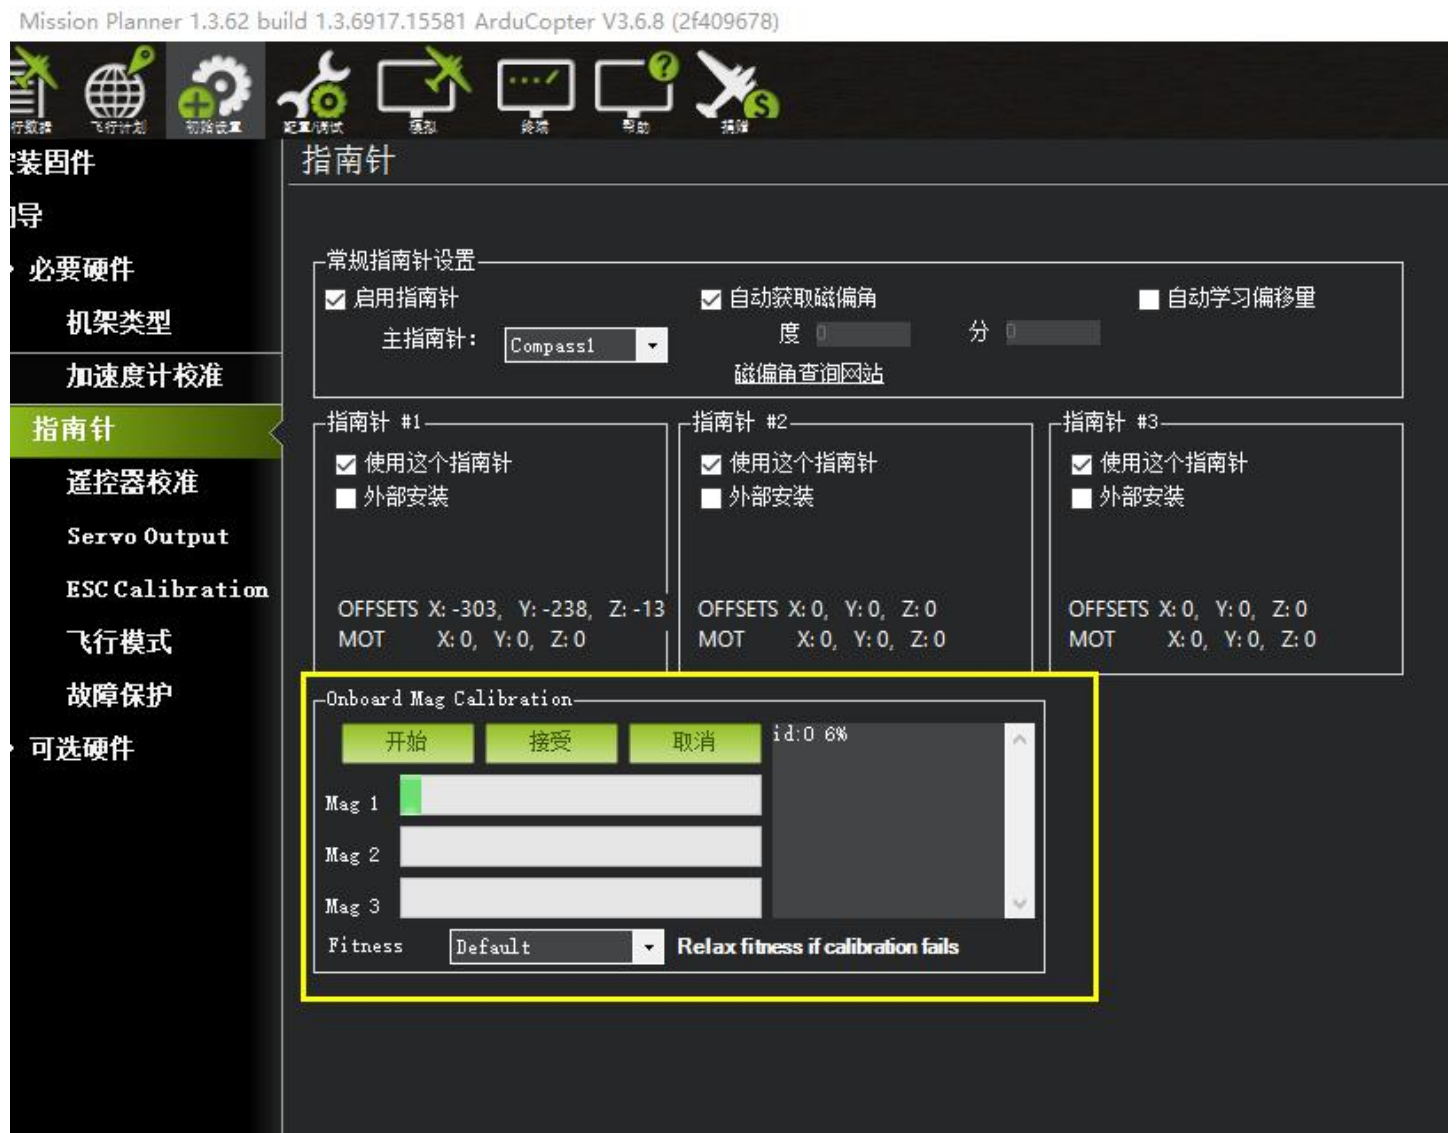 Mission Planner 1.3.62 build 1.3.6917.15581 ArduCopter V3.6.8 (2f409678)
行数据 飞行计划 初始设置 配置/调试 模拟 终端 帮助 捐赠
装固件
指南针
导
必要硬件
机架类型
加速度计校准
指南针
遥控器校准
Servo Output
ESC Calibration
飞行模式
故障保护
可选硬件
常规指南针设置
启用指南针 自动获取磁偏角 自动学习偏移量
主指南针: Compass1 度 0 分 0
磁偏角查询网站
指南针 #1 指南针 #2 指南针 #3
使用这个指南针 使用这个指南针 使用这个指南针
外部安装 外部安装 外部安装
OFFSETS X: -303, Y: -238, Z: -13 OFFSETS X: 0, Y: 0, Z: 0 OFFSETS X: 0, Y: 0, Z: 0
MOT X: 0, Y: 0, Z: 0 MOT X: 0, Y: 0, Z: 0 MOT X: 0, Y: 0, Z: 0
Onboard Mag Calibration
开始 接受 取消 id:0 6%
Mag 1
Mag 2
Mag 3
Fitness Default Relax fitness if calibration fails